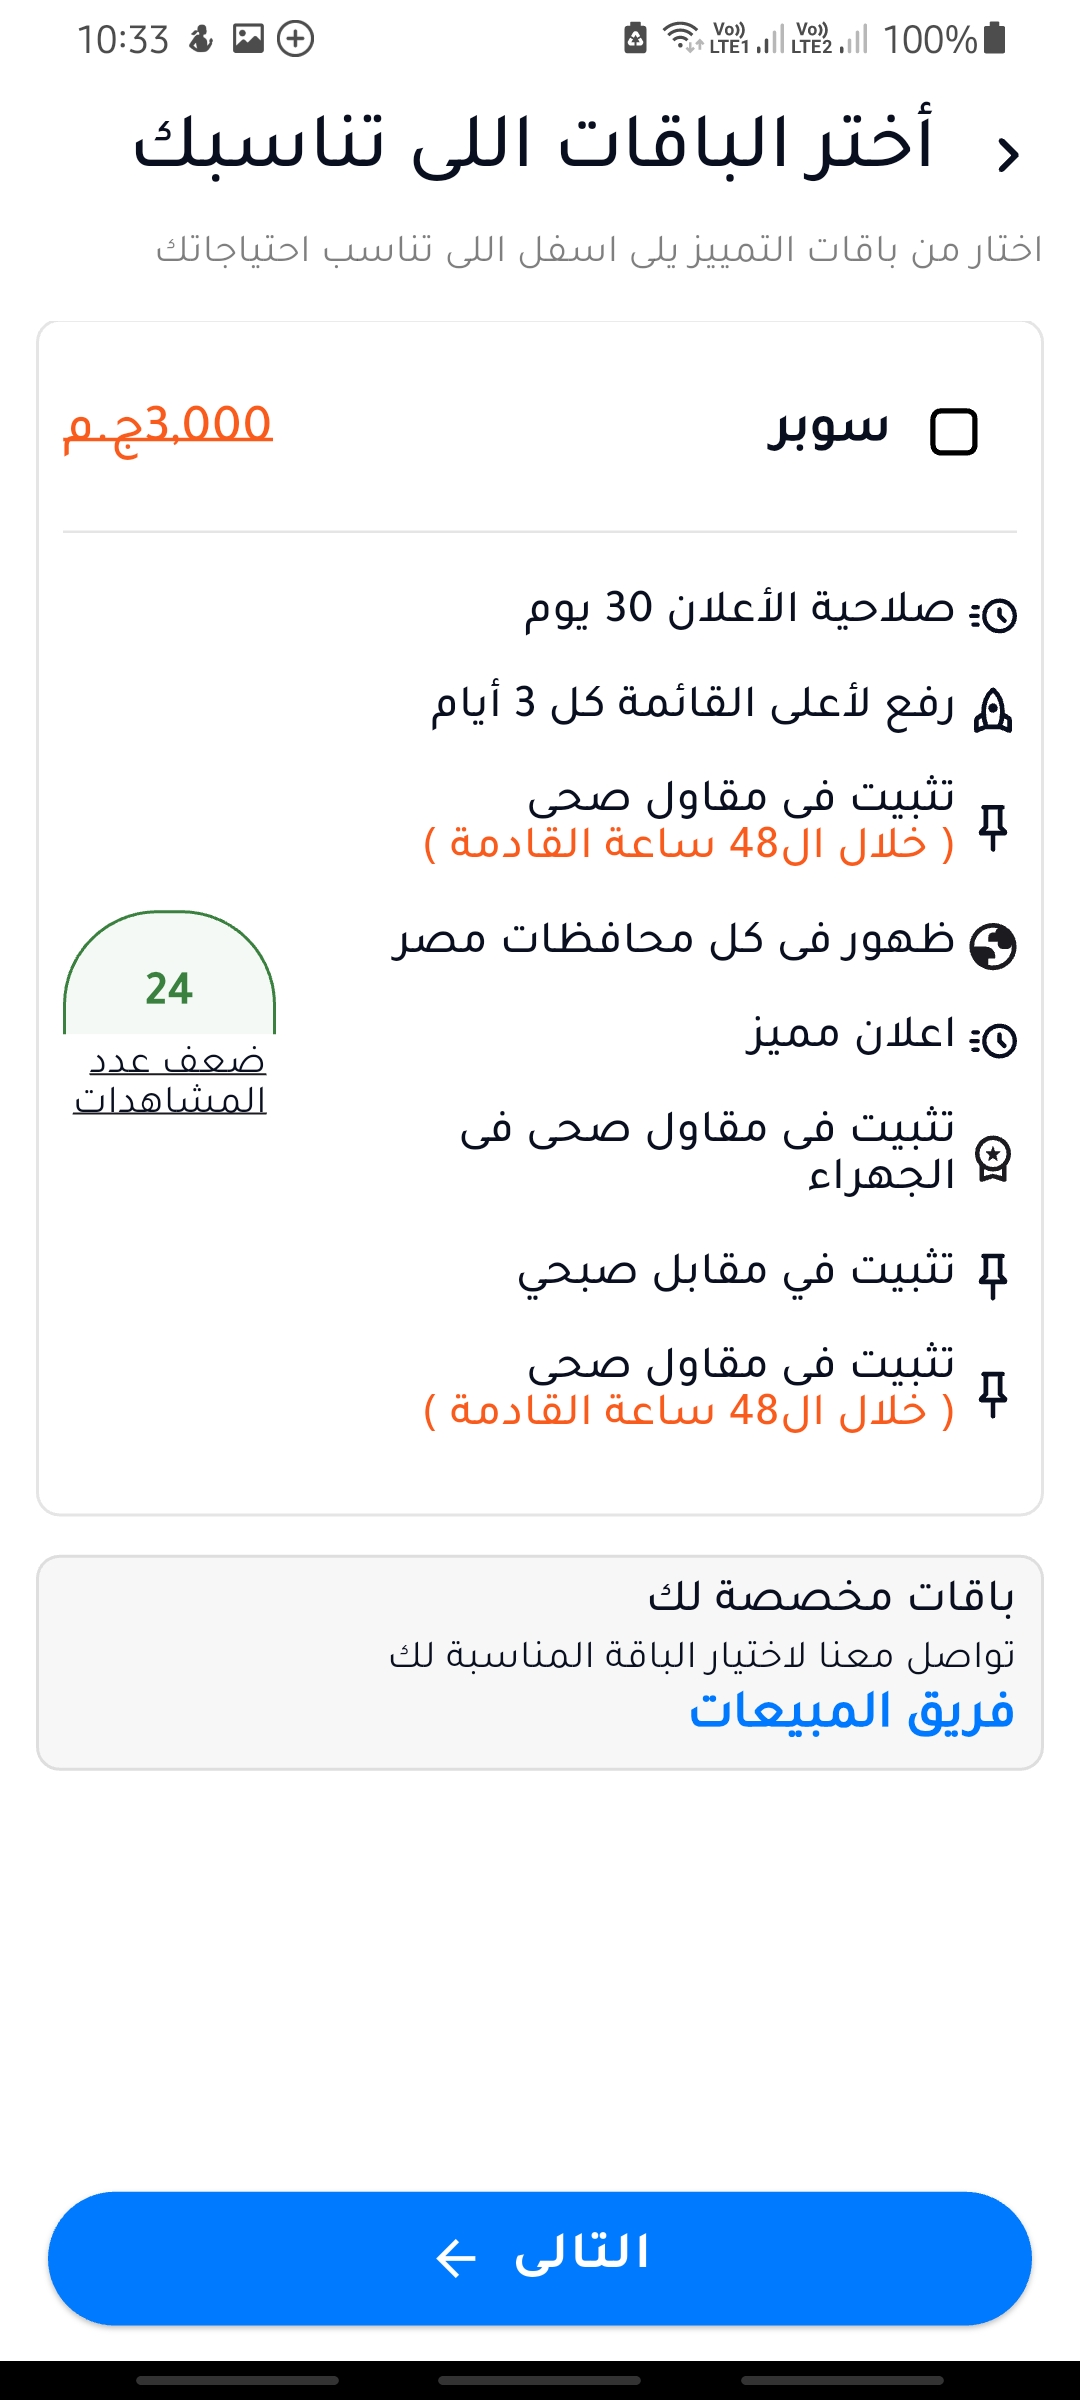 10:33
Vo)) LTE1 Vo)) LTE2 100%
أختر الباقات اللى تناسبك
اختار من باقات التمييز يلى اسفل اللى تناسب احتياجاتك
سوبر
3,000ج.م
صلاحية الأعلان 30 يوم
رفع لأعلى القائمة كل 3 أيام
تثبيت فى مقاول صحى
( خلال ال48 ساعة القادمة )
ظهور فى كل محافظات مصر
اعلان مميز
تثبيت فى مقاول صحى فى
الجهراء
تثبيت في مقابل صبحي
تثبيت فى مقاول صحى
( خلال ال48 ساعة القادمة )
24
ضعف عدد
المشاهدات
باقات مخصصة لك
تواصل معنا لاختيار الباقة المناسبة لك
فريق المبيعات
التالى